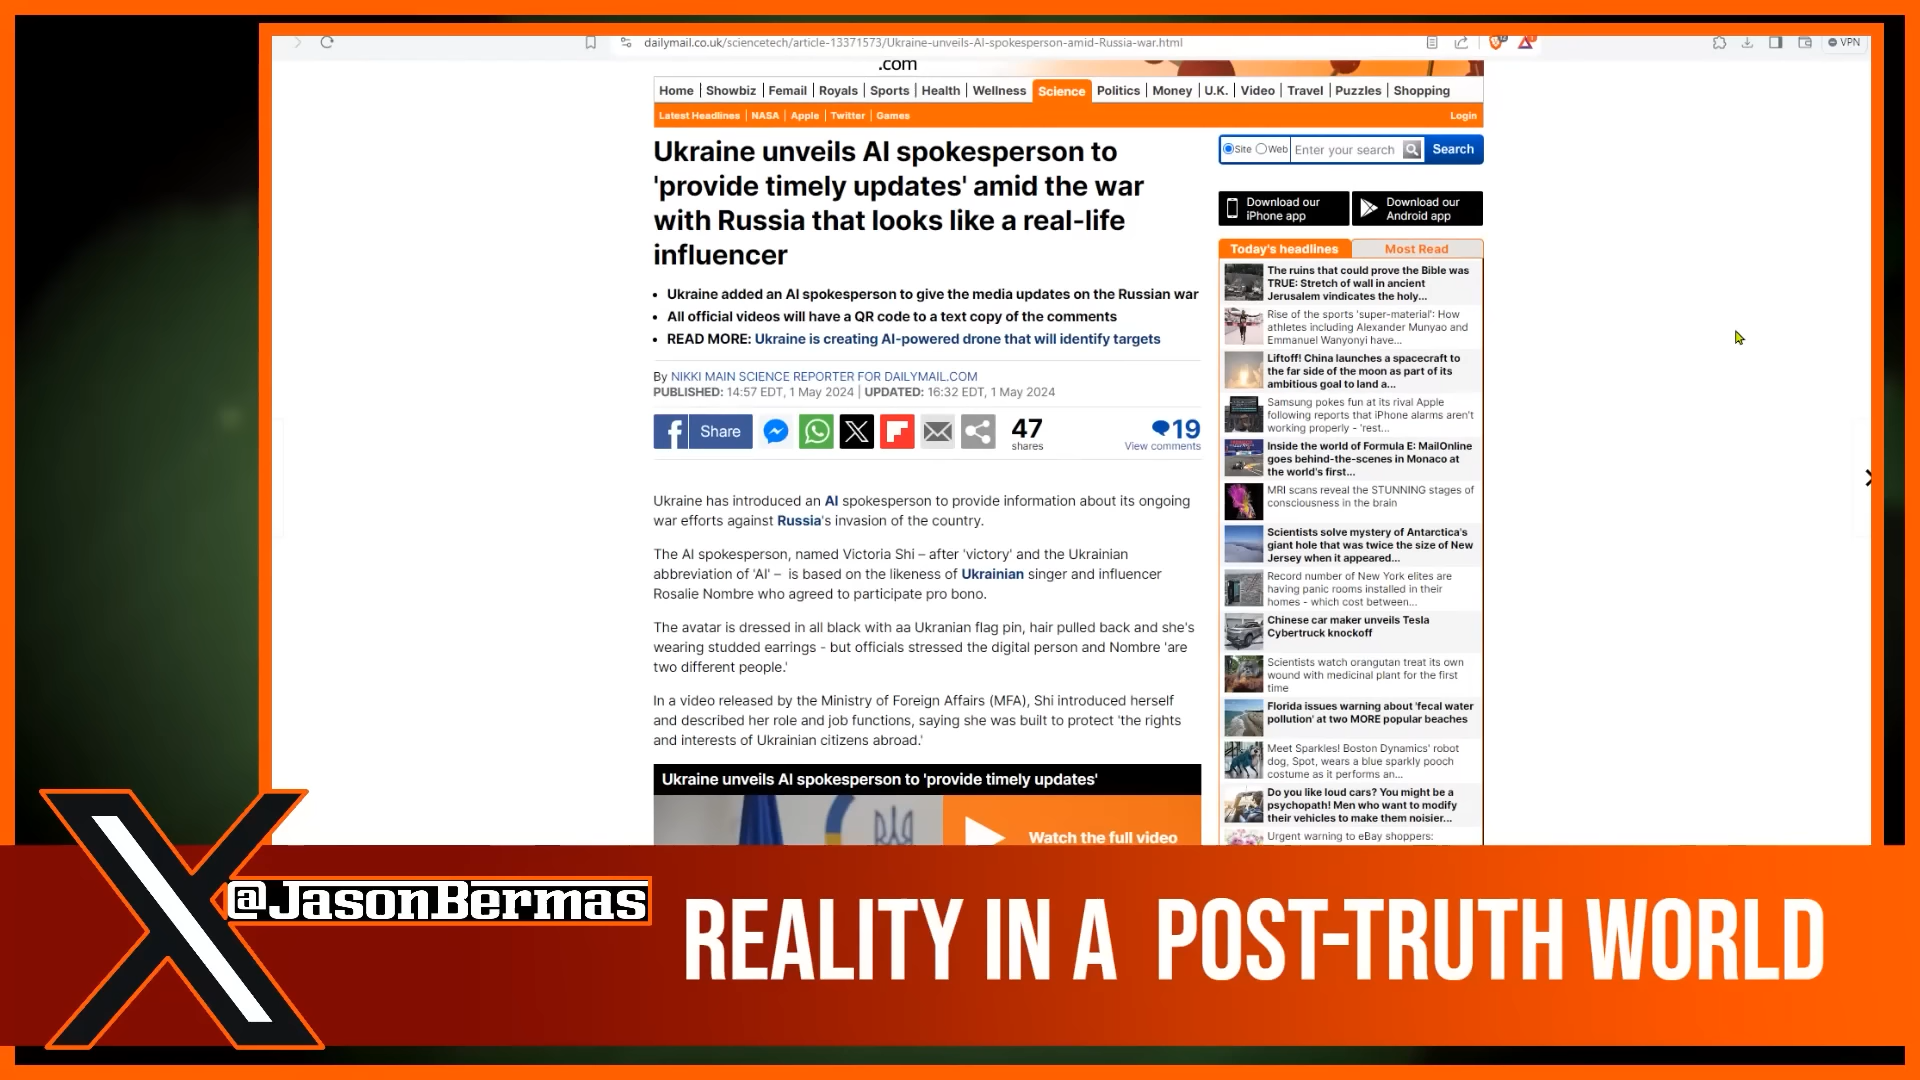 dailymail.co.uk/sciencetech/article-13371573/Ukraine-unveils-AI-spokesperson-amid-Russia-war.html
VPN
.com
Home | Showbiz | Femail | Royals | Sports | Health | Wellness | Science | Politics | Money | U.K. | Video | Travel | Puzzles | Shopping
Latest Headlines | NASA | Apple | Twitter | Games
Login
Ukraine unveils AI spokesperson to
'provide timely updates' amid the war
with Russia that looks like a real-life
influencer
• Ukraine added an AI spokesperson to give the media updates on the Russian war
• All official videos will have a QR code to a text copy of the comments
• READ MORE: Ukraine is creating AI-powered drone that will identify targets
By NIKKI MAIN SCIENCE REPORTER FOR DAILYMAIL.COM
PUBLISHED: 14:57 EDT, 1 May 2024 | UPDATED: 16:32 EDT, 1 May 2024
Share
47
shares
19
View comments
Ukraine has introduced an AI spokesperson to provide information about its ongoing
war efforts against Russia's invasion of the country.
The AI spokesperson, named Victoria Shi – after 'victory' and the Ukrainian
abbreviation of 'AI' – is based on the likeness of Ukrainian singer and influencer
Rosalie Nombre who agreed to participate pro bono.
The avatar is dressed in all black with aa Ukranian flag pin, hair pulled back and she's
wearing studded earrings - but officials stressed the digital person and Nombre 'are
two different people.'
In a video released by the Ministry of Foreign Affairs (MFA), Shi introduced herself
and described her role and job functions, saying she was built to protect 'the rights
and interests of Ukrainian citizens abroad.'
Ukraine unveils AI spokesperson to 'provide timely updates'
Watch the full video
Site Web Enter your search Search
Download our
iPhone app
Download our
Android app
Today's headlines Most Read
The ruins that could prove the Bible was
TRUE: Stretch of wall in ancient
Jerusalem vindicates the holy...
Rise of the sports 'super-material': How
athletes including Alexander Munyao and
Emmanuel Wanyonyi have...
Liftoff! China launches a spacecraft to
the far side of the moon as part of its
ambitious goal to land a...
Samsung pokes fun at its rival Apple
following reports that iPhone alarms aren't
working properly - 'rest...
Inside the world of Formula E: MailOnline
goes behind-the-scenes in Monaco at
the world's first...
MRI scans reveal the STUNNING stages of
consciousness in the brain
Scientists solve mystery of Antarctica's
giant hole that was twice the size of New
Jersey when it appeared...
Record number of New York elites are
having panic rooms installed in their
homes - which cost between...
Chinese car maker unveils Tesla
Cybertruck knockoff
Scientists watch orangutan treat its own
wound with medicinal plant for the first
time
Florida issues warning about 'fecal water
pollution' at two MORE popular beaches
Meet Sparkles! Boston Dynamics' robot
dog, Spot, wears a blue sparkly pooch
costume as it performs an...
Do you like loud cars? You might be a
psychopath! Men who want to modify
their vehicles to make them noisier...
Urgent warning to eBay shoppers:
@JasonBermas
REALITY IN A POST-TRUTH WORLD